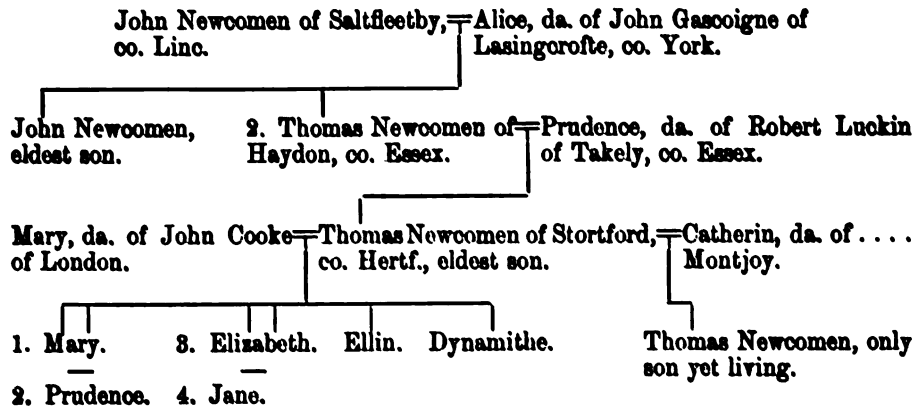 John Newcomen of Saltfleetby,=Alice, da. of John Gascoigne of
co. Linc. Lasingcrofte, co. York.
John Newcomen, 2. Thomas Newcomen of=Prudence, da. of Robert Luckin
eldest son. Haydon, co. Essex. of Takely, co. Essex.
Mary, da. of John Cooke=Thomas Newcomen of Stortford,=Catherin, da. of . . . .
of London. co. Hertf., eldest son. Montjoy.
1. Mary. 3. Elizabeth. Ellin. Dynamithe. Thomas Newcomen, only
son yet living.
2. Prudence. 4. Jane.